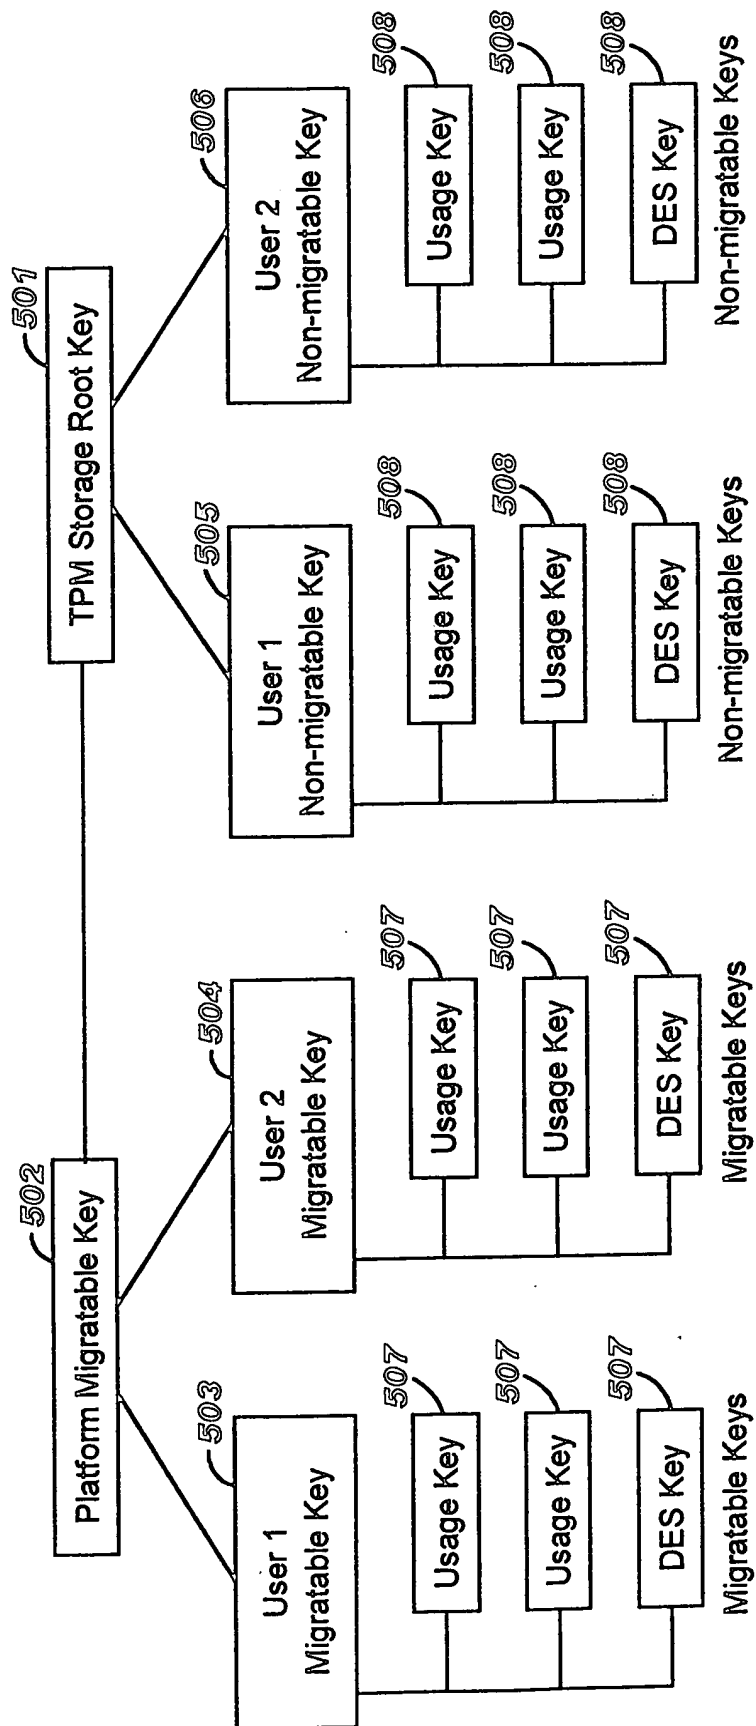 502
Platform Migratable Key
501
TPM Storage Root Key
503
User 1
Migratable Key
504
User 2
Migratable Key
505
User 1
Non-migratable Key
506
User 2
Non-migratable Key
507
Usage Key
507
Usage Key
507
DES Key
Migratable Keys
507
Usage Key
507
Usage Key
507
DES Key
Migratable Keys
508
Usage Key
508
Usage Key
508
DES Key
Non-migratable Keys
508
Usage Key
508
Usage Key
508
DES Key
Non-migratable Keys